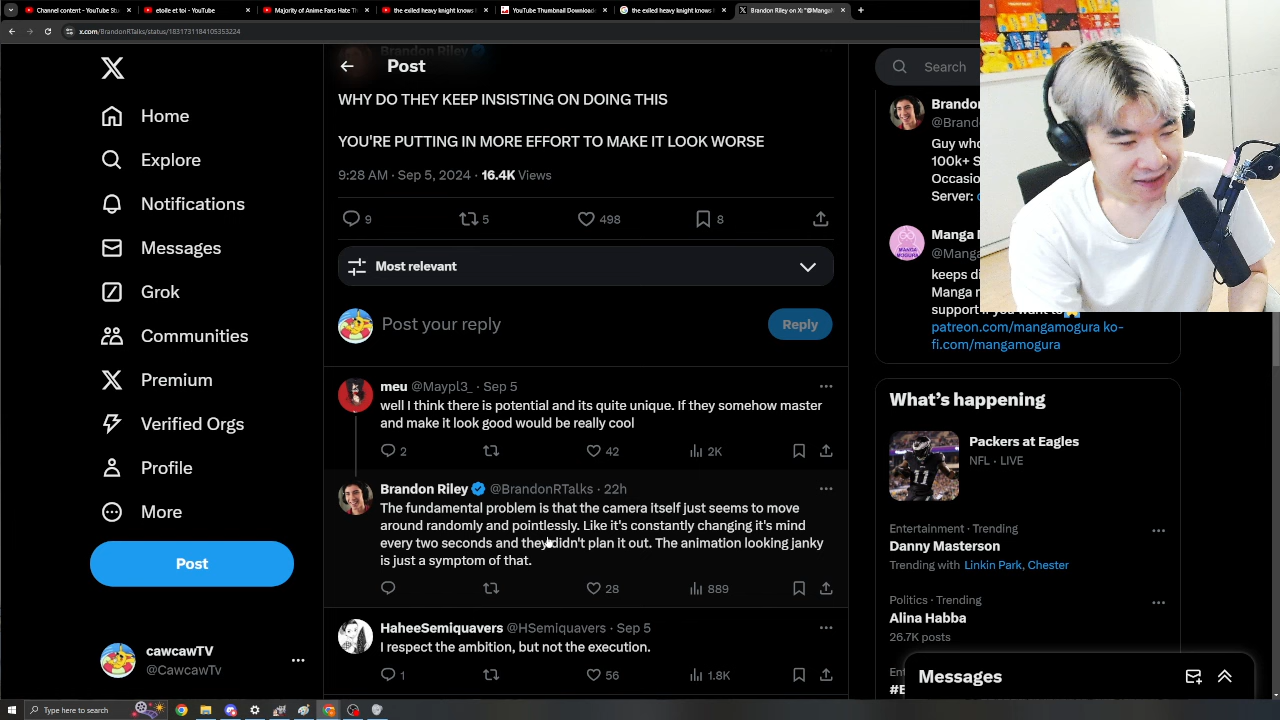 Channel content - YouTube Stu
etoile et toi - YouTube
Majority of Anime Fans Hate Th
the exiled heavy knight knows h
YouTube Thumbnail Downloade
the exiled heavy knight knows h
Brandon Riley on X: "@Manga
x.com/BrandonRTalks/status/1831731184105353224
Home
Explore
Notifications
Messages
Grok
Communities
Premium
Verified Orgs
Profile
More
Post
cawcawTV
@CawcawTv
Brandon Riley
Post
WHY DO THEY KEEP INSISTING ON DOING THIS
YOU'RE PUTTING IN MORE EFFORT TO MAKE IT LOOK WORSE
9:28 AM · Sep 5, 2024 · 16.4K Views
9 5 498 8
Most relevant
Post your reply
Reply
meu @Maypl3_ · Sep 5
well I think there is potential and its quite unique. If they somehow master
and make it look good would be really cool
2 42 2K
Brandon Riley @BrandonRTalks · 22h
The fundamental problem is that the camera itself just seems to move
around randomly and pointlessly. Like it's constantly changing it's mind
every two seconds and they didn't plan it out. The animation looking janky
is just a symptom of that.
28 889
HaheeSemiquavers @HSemiquavers · Sep 5
I respect the ambition, but not the execution.
1 56 1.8K
Search
Brandon
@Brand
Guy who
100k+ S
Occasio
Server:
Manga
@Manga
keeps di
Manga
support if you want to
patreon.com/mangamogura ko-
fi.com/mangamogura
What's happening
Packers at Eagles
NFL · LIVE
Entertainment · Trending
Danny Masterson
Trending with Linkin Park, Chester
Politics · Trending
Alina Habba
26.7K posts
Messages
Type here to search